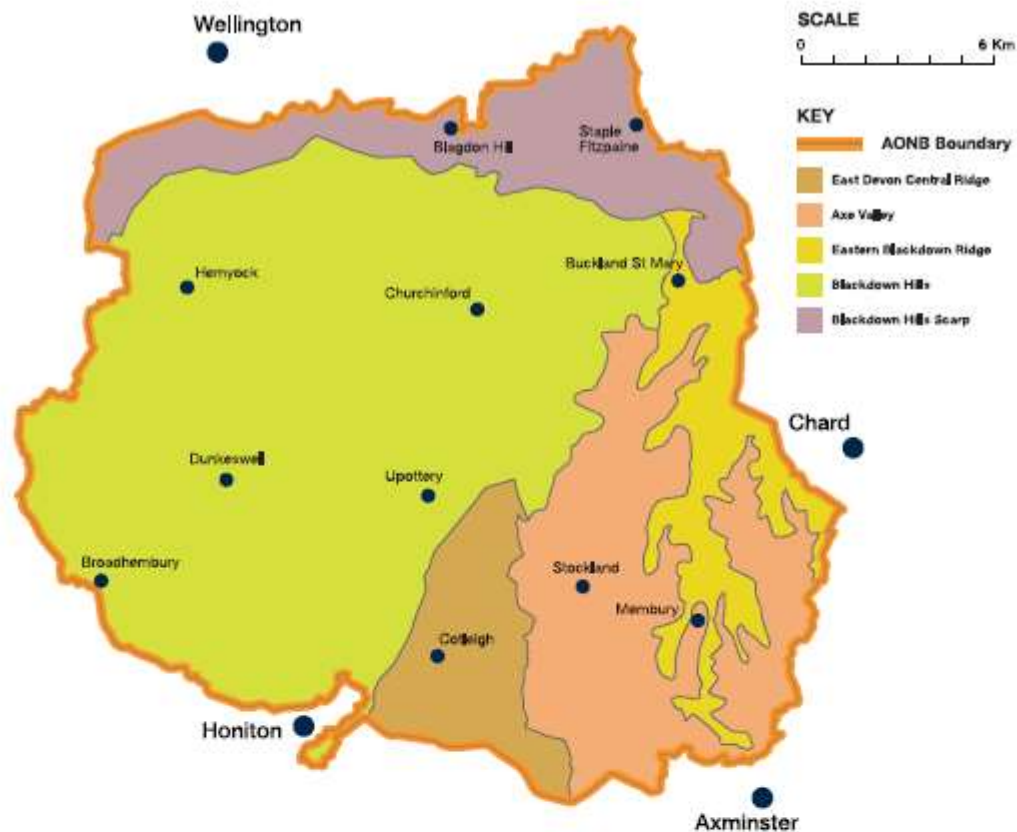 Wellington
SCALE
0 6 Km
KEY
AONB Boundary
East Devon Central Ridge
Axe Valley
Eastern Blackdown Ridge
Blackdown Hills
Blackdown Hills Scarp
Blagdon Hill
Staple
Fitzpaine
Hemyock
Churchinford
Buckland St Mary
Chard
Dunkeswell
Upottery
Broadhembury
Stockland
Membury
Cotleigh
Honiton
Axminster